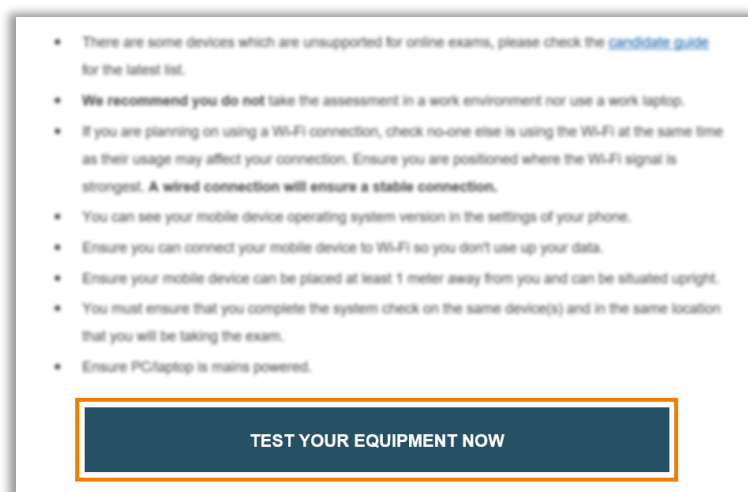 There are some devices which are unsupported for online exams, please check the candidate guide
for the latest list.
We recommend you do not take the assessment in a work environment nor use a work laptop.
If you are planning on using a Wi-Fi connection, check no-one else is using the Wi-Fi at the same time
as their usage may affect your connection. Ensure you are positioned where the Wi-Fi signal is
strongest. A wired connection will ensure a stable connection.
You can see your mobile device operating system version in the settings of your phone.
Ensure you can connect your mobile device to Wi-Fi so you don't use up your data.
Ensure your mobile device can be placed at least 1 meter away from you and can be situated upright.
You must ensure that you complete the system check on the same device(s) and in the same location
that you will be taking the exam.
Ensure PC/laptop is mains powered.
TEST YOUR EQUIPMENT NOW